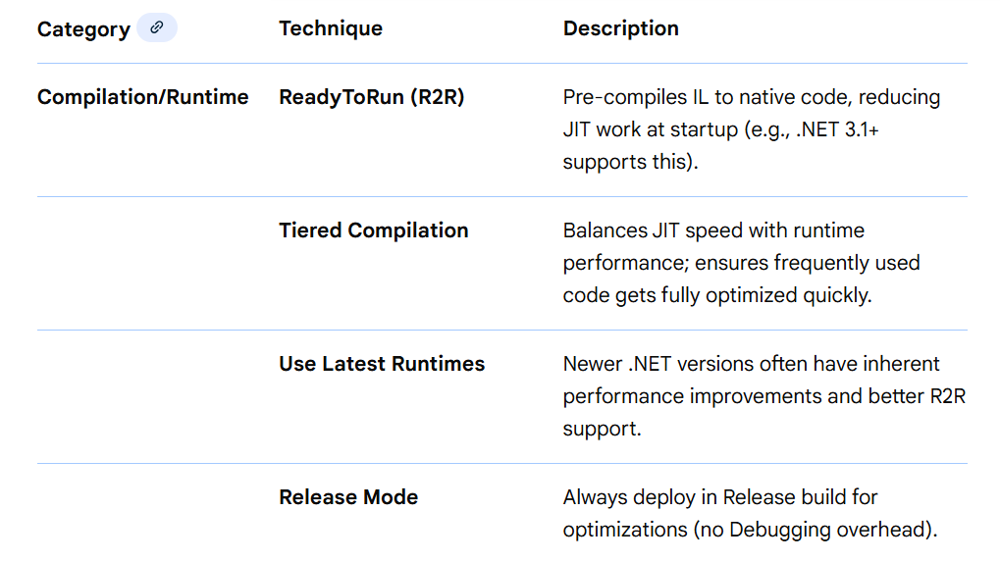 Category Technique Description
Compilation/Runtime ReadyToRun (R2R) Pre-compiles IL to native code, reducing
JIT work at startup (e.g., .NET 3.1+
supports this).
Tiered Compilation Balances JIT speed with runtime
performance; ensures frequently used
code gets fully optimized quickly.
Use Latest Runtimes Newer .NET versions often have inherent
performance improvements and better R2R
support.
Release Mode Always deploy in Release build for
optimizations (no Debugging overhead).